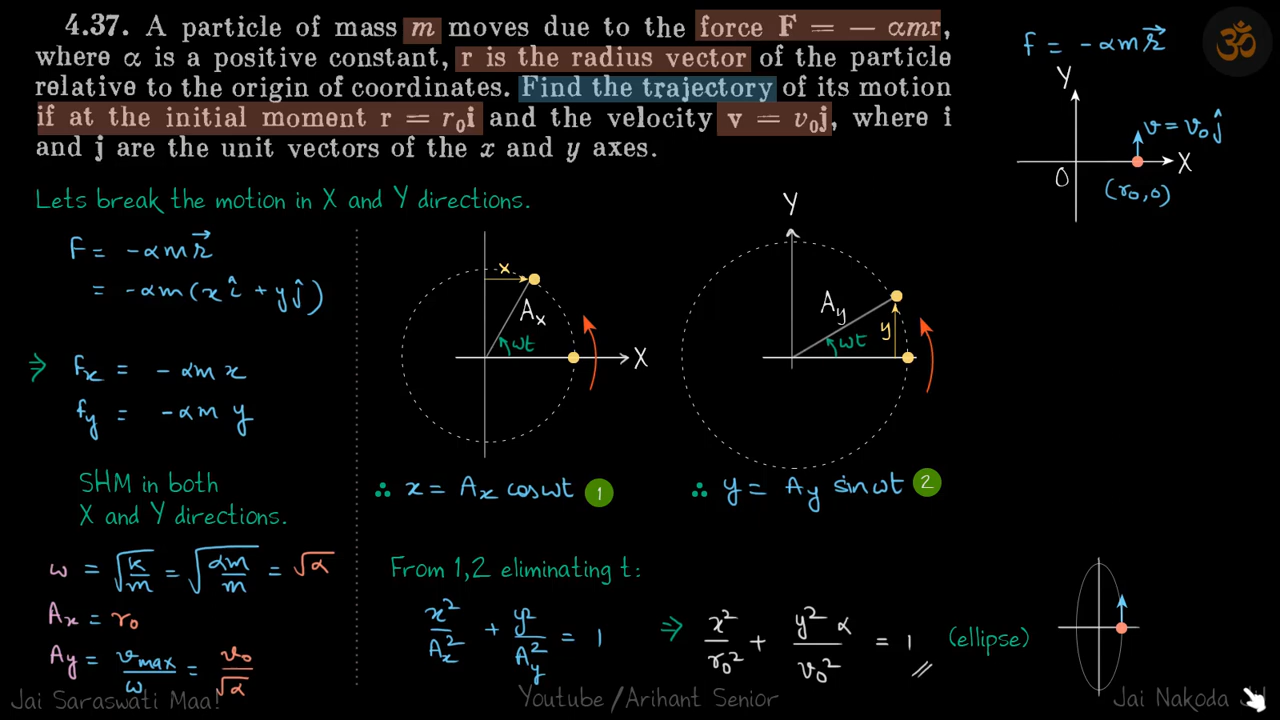 4.37. A particle of mass m moves due to the force F = − αmr,
where α is a positive constant, r is the radius vector of the particle
relative to the origin of coordinates. Find the trajectory of its motion
if at the initial moment r = r₀i and the velocity v = v₀j, where i
and j are the unit vectors of the x and y axes.
ॐ
F = -αm r⃗
Y
v = v₀ ĵ
O
X
(r₀,0)
Lets break the motion in X and Y directions.
F = -αm r⃗
= -αm(x î + y ĵ)
⇒ Fx = -αm x
fy = -αm y
SHM in both
X and Y directions.
ω = √(k/m) = √(αm/m) = √α
Ax = r₀
Ay = vmax/ω = v₀/√α
x
Ax
ωt
X
Y
Ay
y
ωt
∴ x = Ax cosωt 1
∴ y = Ay sinωt 2
From 1,2 eliminating t:
x²/Ax² + y²/Ay² = 1 ⇒ x²/r₀² + y² α/v₀² = 1 (ellipse)
Jai Saraswati Maa!
Youtube /Arihant Senior
Jai Nakoda Ji!